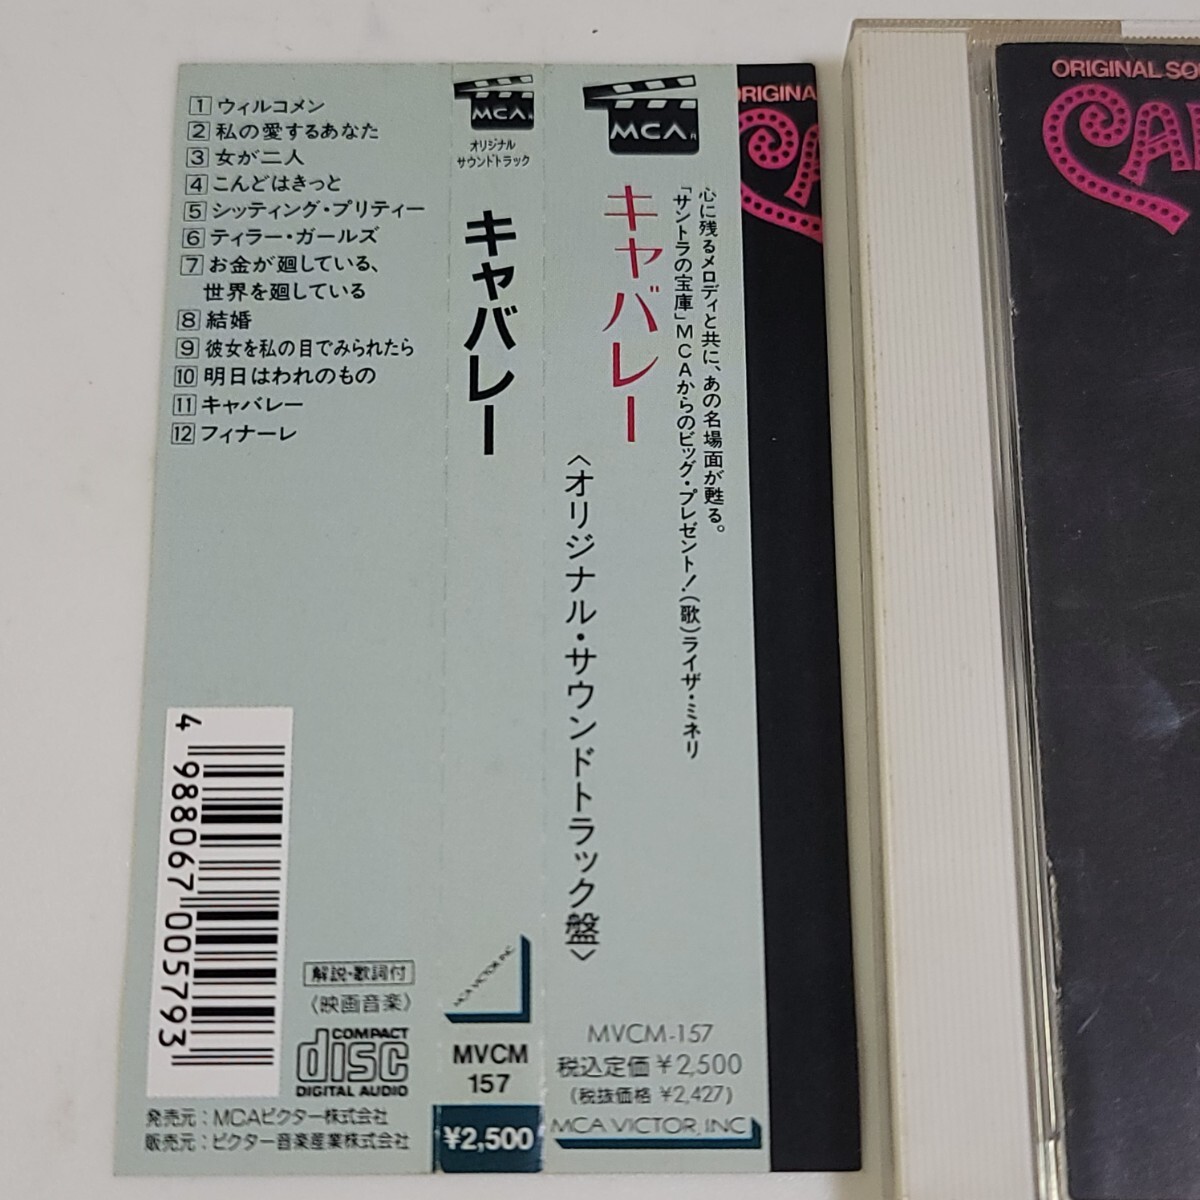 1 ウィルコメン
2 私の愛するあなた
3 女が二人
4 こんどはきっと
5 シッティング・プリティー
6 ティラー・ガールズ
7 お金が廻している、
世界を廻している
8 結婚
9 彼女を私の目でみられたら
10 明日はわれのもの
11 キャバレー
12 フィナーレ
4 988067 005793
解説・歌詞付
〈映画音楽〉
COMPACT
disc
DIGITAL AUDIO
発売元:MCAビクター株式会社
販売元:ビクター音楽産業株式会社
MCA
オリジナル
サウンドトラック
キャバレー
MCA VICTOR, INC
MVCM
157
¥2,500
MCA
心に残るメロディと共に、あの名場面が甦る。
「サントラの宝庫」MCAからのビッグ・プレゼント!(歌)ライザ・ミネリ
キャバレー
〈オリジナル・サウンドトラック盤〉
MVCM-157
税込定価 ¥2,500
(税抜価格 ¥2,427)
MCA VICTOR, INC
ORIGINAL SO
CA